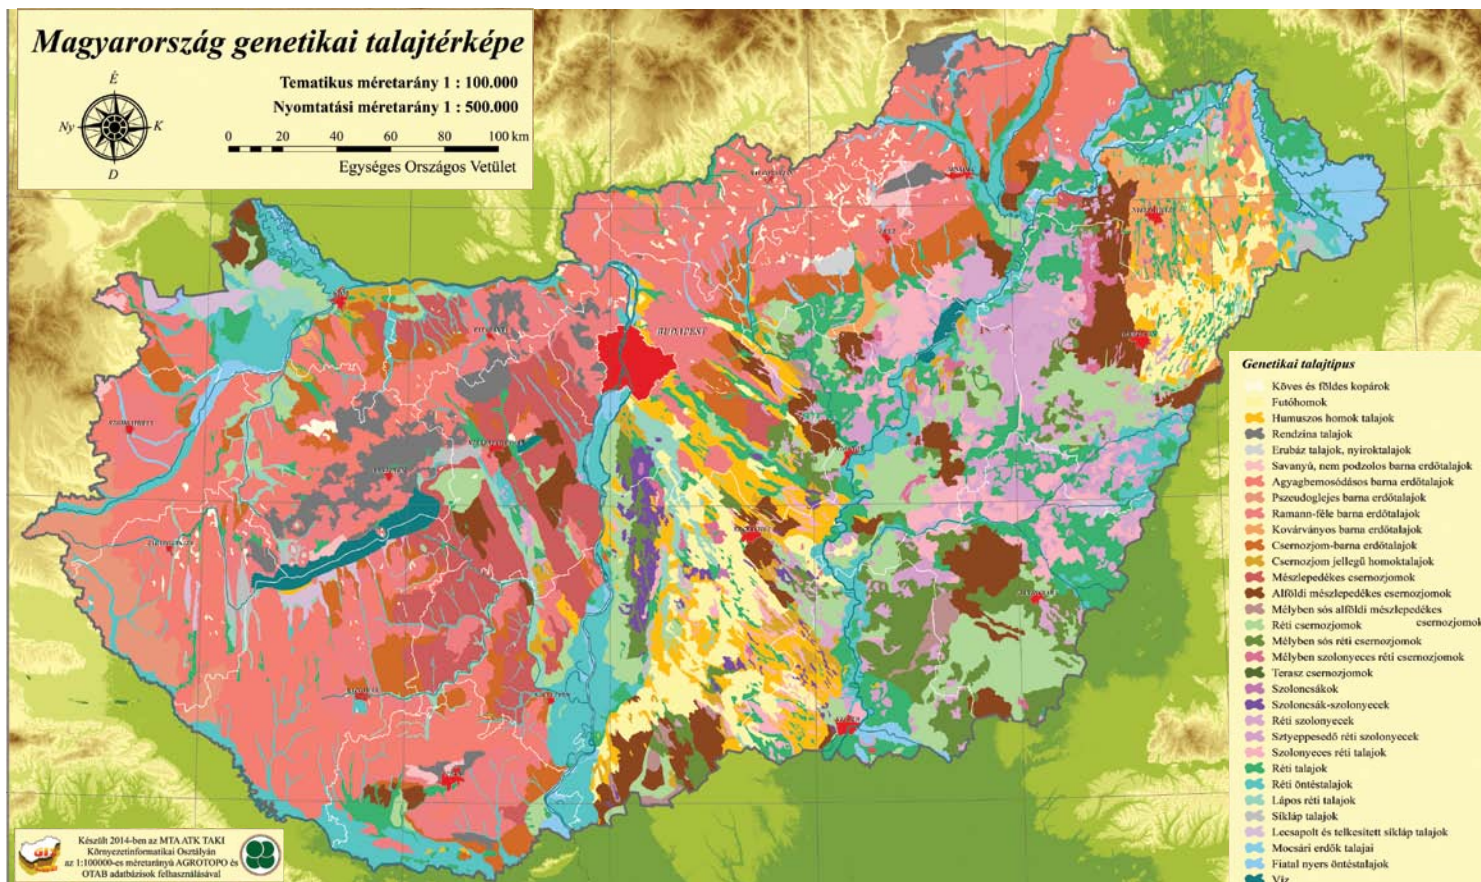 Magyarország genetikai talajtérképe
Tematikus méretarány 1 : 100.000
Nyomtatási méretarány 1 : 500.000
É
Ny
K
D
0 20 40 60 80 100 km
Egységes Országos Vetület
BUDAPEST
Genetikai talajtípus
Köves és földes kopárok
Futóhomok
Humuszos homok talajok
Rendzina talajok
Erubáz talajok, nyiroktalajok
Savanyú, nem podzolos barna erdőtalajok
Agyagbemosódásos barna erdőtalajok
Pszeudoglejes barna erdőtalajok
Ramann-féle barna erdőtalajok
Kovárványos barna erdőtalajok
Csernozjom-barna erdőtalajok
Csernozjom jellegű homoktalajok
Mészlepedékes csernozjomok
Alföldi mészlepedékes csernozjomok
Mélyben sós alföldi mészlepedékes
csernozjomok
Réti csernozjomok
Mélyben sós réti csernozjomok
Mélyben szolonyeces réti csernozjomok
Terasz csernozjomok
Szoloncsákok
Szoloncsák-szolonyecek
Réti szolonyecek
Sztyeppesedő réti szolonyecek
Szolonyeces réti talajok
Réti talajok
Réti öntéstalajok
Lápos réti talajok
Síkláp talajok
Lecsapolt és telkesített síkláp talajok
Mocsári erdők talajai
Fiatal nyers öntéstalajok
Víz
Készült 2014-ben az MTA ATK TAKI
Környezetinformatikai Osztályán
az 1:100000-es méretarányú AGROTOPO és
OTAB adatbázisok felhasználásával